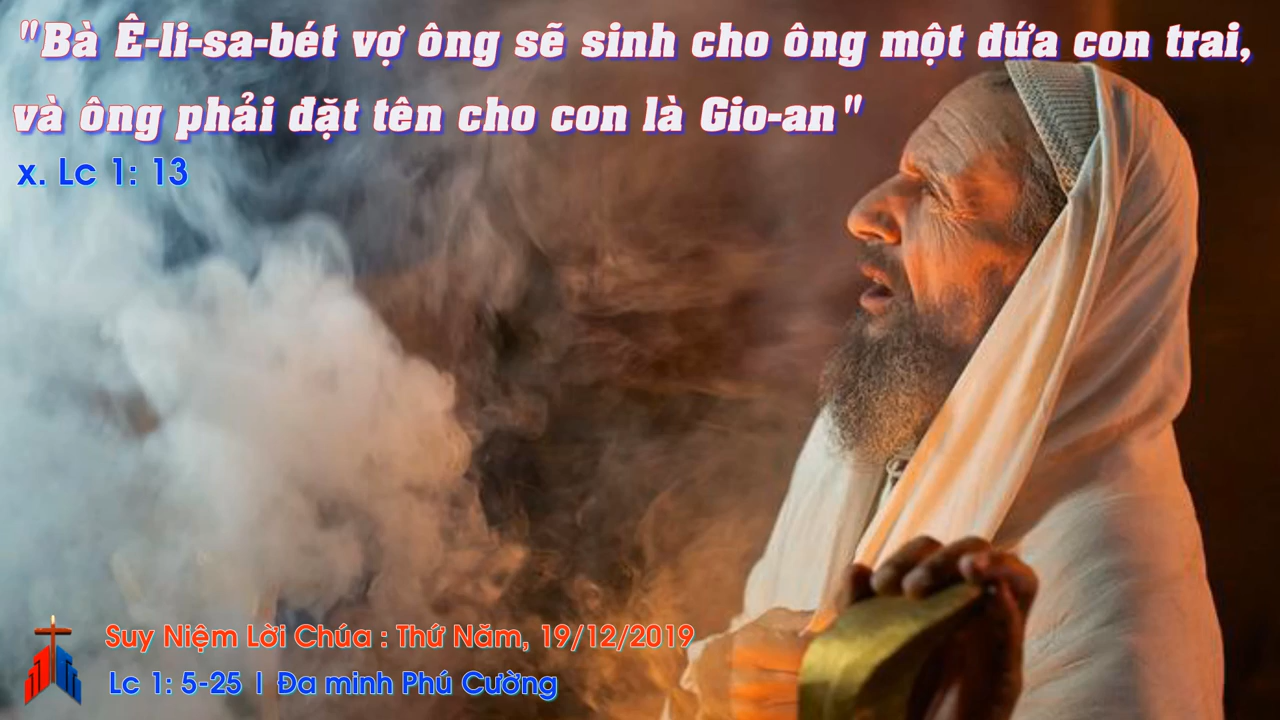 "Bà Ê-li-sa-bét vợ ông sẽ sinh cho ông một đứa con trai,
và ông phải đặt tên cho con là Gio-an"
x. Lc 1: 13
Suy Niệm Lời Chúa : Thứ Năm, 19/12/2019
Lc 1: 5-25 | Đa minh Phú Cường